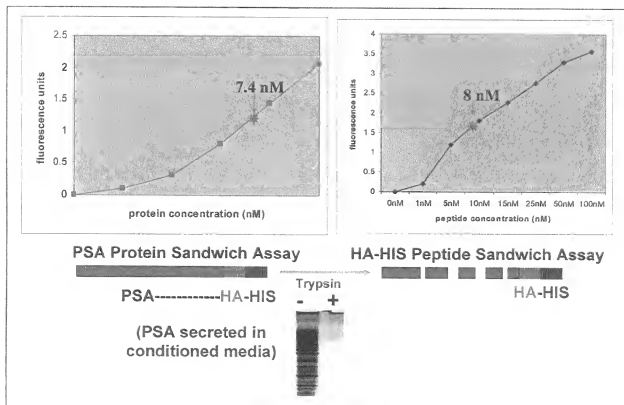 2.5
2
1.5
1
0.5
0
fluorescence units
7.4 nM
protein concentration (nM)
4
3.5
3
2.5
2
1.5
1
0.5
0
fluorescence units
8 nM
0nM 1nM 5nM 10nM 15nM 25nM 50nM 100nM
peptide concentration (nM)
PSA Protein Sandwich Assay
HA-HIS Peptide Sandwich Assay
Trypsin
PSA-------------HA-HIS
- +
HA-HIS
(PSA secreted in
conditioned media)